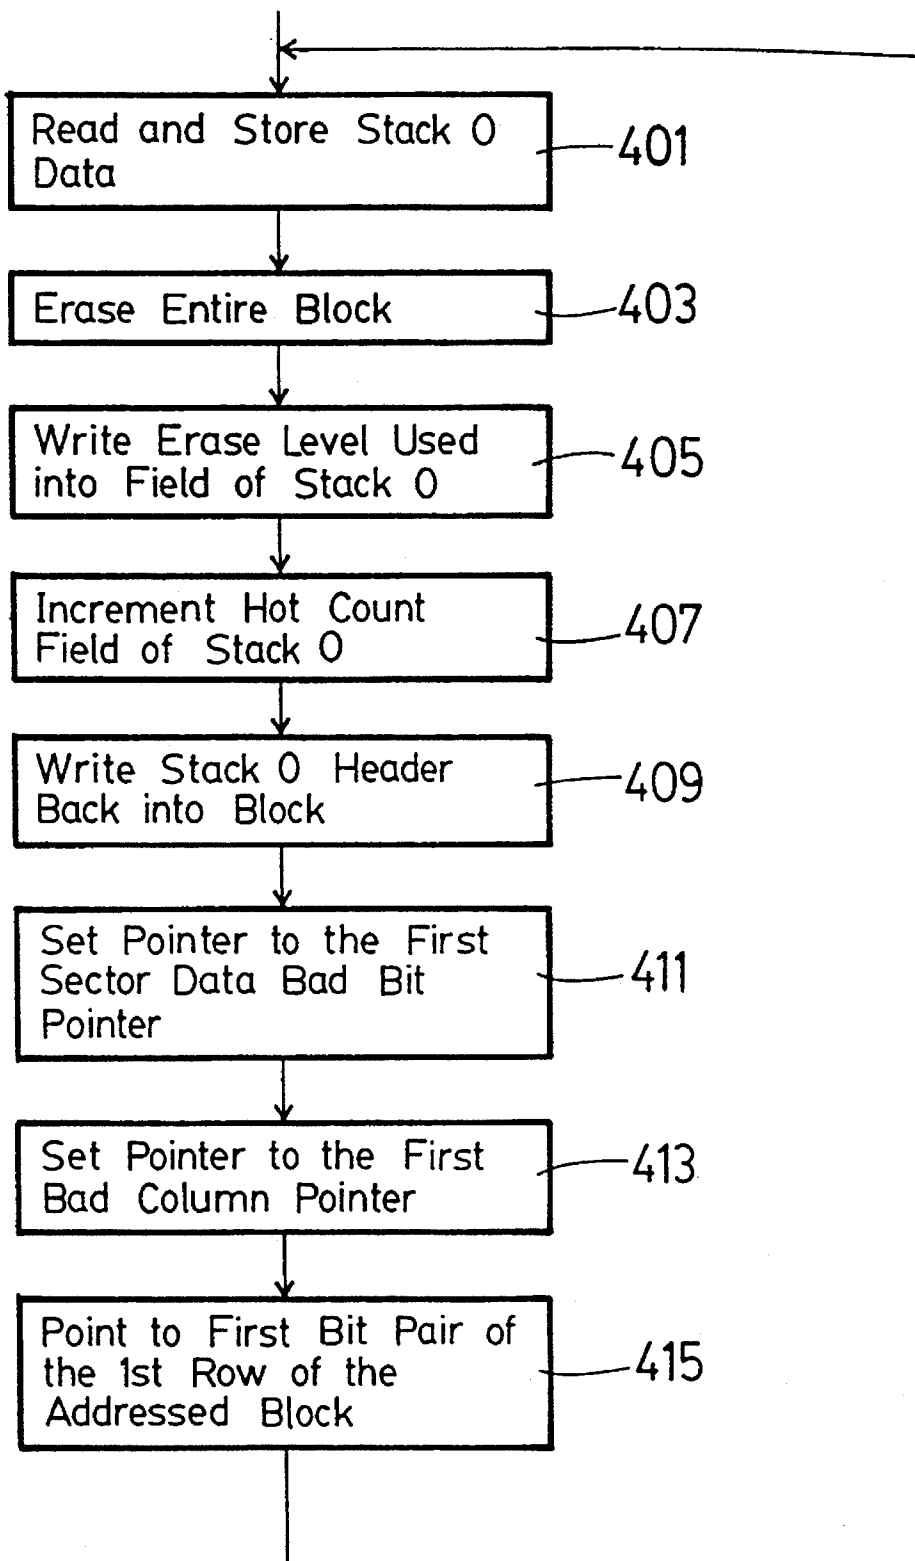 Read and Store Stack 0
Data
401
Erase Entire Block
403
Write Erase Level Used
into Field of Stack 0
405
Increment Hot Count
Field of Stack 0
407
Write Stack 0 Header
Back into Block
409
Set Pointer to the First
Sector Data Bad Bit
Pointer
411
Set Pointer to the First
Bad Column Pointer
413
Point to First Bit Pair of
the 1st Row of the
Addressed Block
415